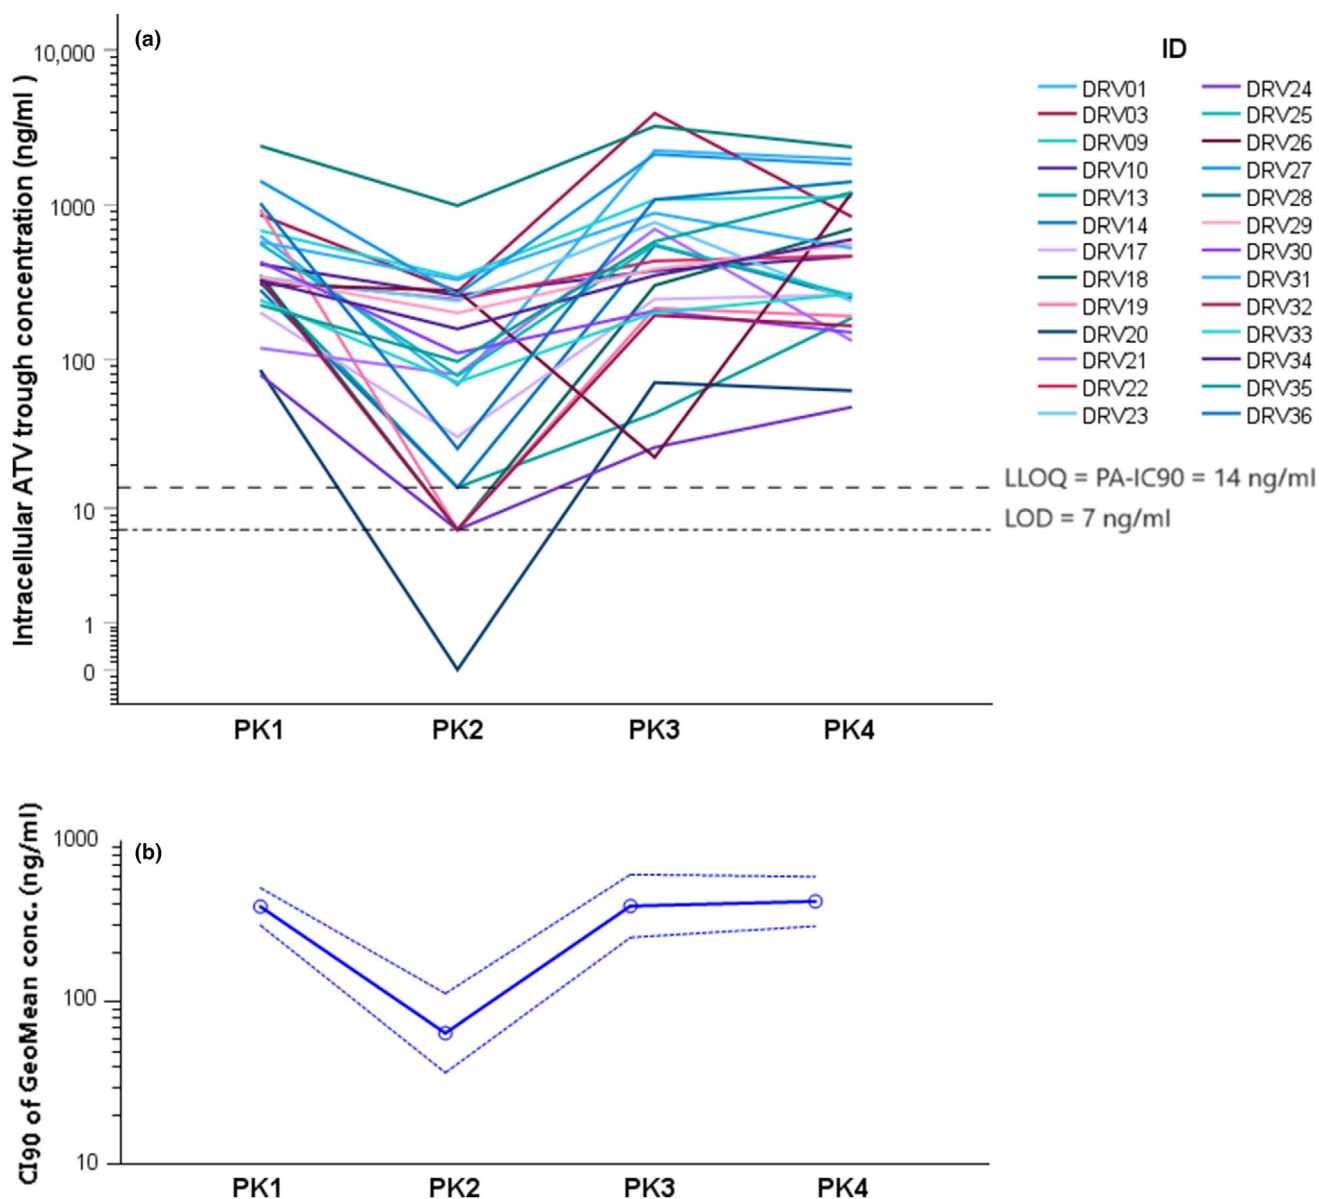 (a)
Intracellular ATV trough concentration (ng/ml )
10,000
1000
100
10
1
0
PK1 PK2 PK3 PK4
ID
DRV01 DRV24
DRV03 DRV25
DRV09 DRV26
DRV10 DRV27
DRV13 DRV28
DRV14 DRV29
DRV17 DRV30
DRV18 DRV31
DRV19 DRV32
DRV20 DRV33
DRV21 DRV34
DRV22 DRV35
DRV23 DRV36
LLOQ = PA-IC90 = 14 ng/ml
LOD = 7 ng/ml
(b)
CI90 of GeoMean conc. (ng/ml)
1000
100
10
PK1 PK2 PK3 PK4